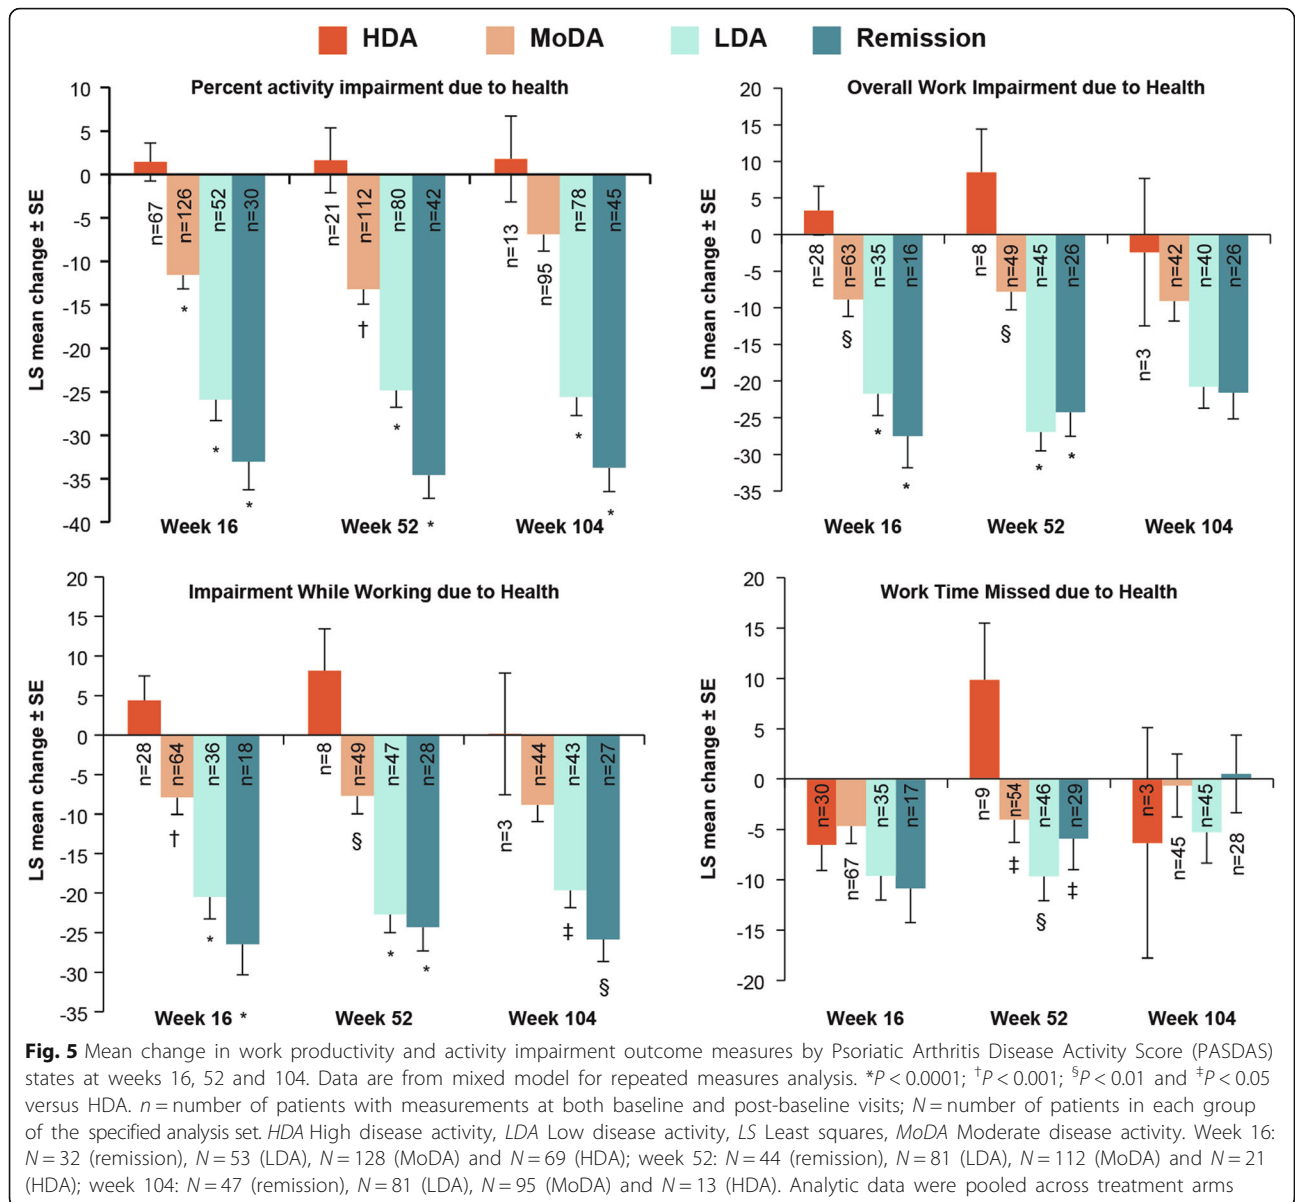 HDA MoDA LDA Remission
Percent activity impairment due to health
LS mean change ± SE
10
5
0
-5
-10
-15
-20
-25
-30
-35
-40
n=67 n=126 n=52 n=30
n=21 n=112 n=80 n=42
n=13 n=95 n=78 n=45
* * * *
† * *
* *
Week 16 Week 52 Week 104
Overall Work Impairment due to Health
LS mean change ± SE
20
15
10
5
0
-5
-10
-15
-20
-25
-30
-35
n=28 n=63 n=35 n=16
n=8 n=49 n=45 n=26
n=3 n=42 n=40 n=26
§ * *
§ * *
Week 16 Week 52 Week 104
Impairment While Working due to Health
LS mean change ± SE
20
15
10
5
0
-5
-10
-15
-20
-25
-30
-35
n=28 n=64 n=36 n=18
n=8 n=49 n=47 n=28
n=3 n=44 n=43 n=27
† * *
§ * *
‡ §
Week 16 Week 52 Week 104
Work Time Missed due to Health
LS mean change ± SE
20
15
10
5
0
-5
-10
-15
-20
n=30 n=67 n=35 n=17
n=9 n=54 n=46 n=29
n=3 n=45 n=45 n=28
‡ § ‡
Week 16 Week 52 Week 104
Fig. 5 Mean change in work productivity and activity impairment outcome measures by Psoriatic Arthritis Disease Activity Score (PASDAS)
states at weeks 16, 52 and 104. Data are from mixed model for repeated measures analysis. *P < 0.0001; †P < 0.001; §P < 0.01 and ‡P < 0.05
versus HDA. n = number of patients with measurements at both baseline and post-baseline visits; N = number of patients in each group
of the specified analysis set. HDA High disease activity, LDA Low disease activity, LS Least squares, MoDA Moderate disease activity. Week 16:
N = 32 (remission), N = 53 (LDA), N = 128 (MoDA) and N = 69 (HDA); week 52: N = 44 (remission), N = 81 (LDA), N = 112 (MoDA) and N = 21
(HDA); week 104: N = 47 (remission), N = 81 (LDA), N = 95 (MoDA) and N = 13 (HDA). Analytic data were pooled across treatment arms